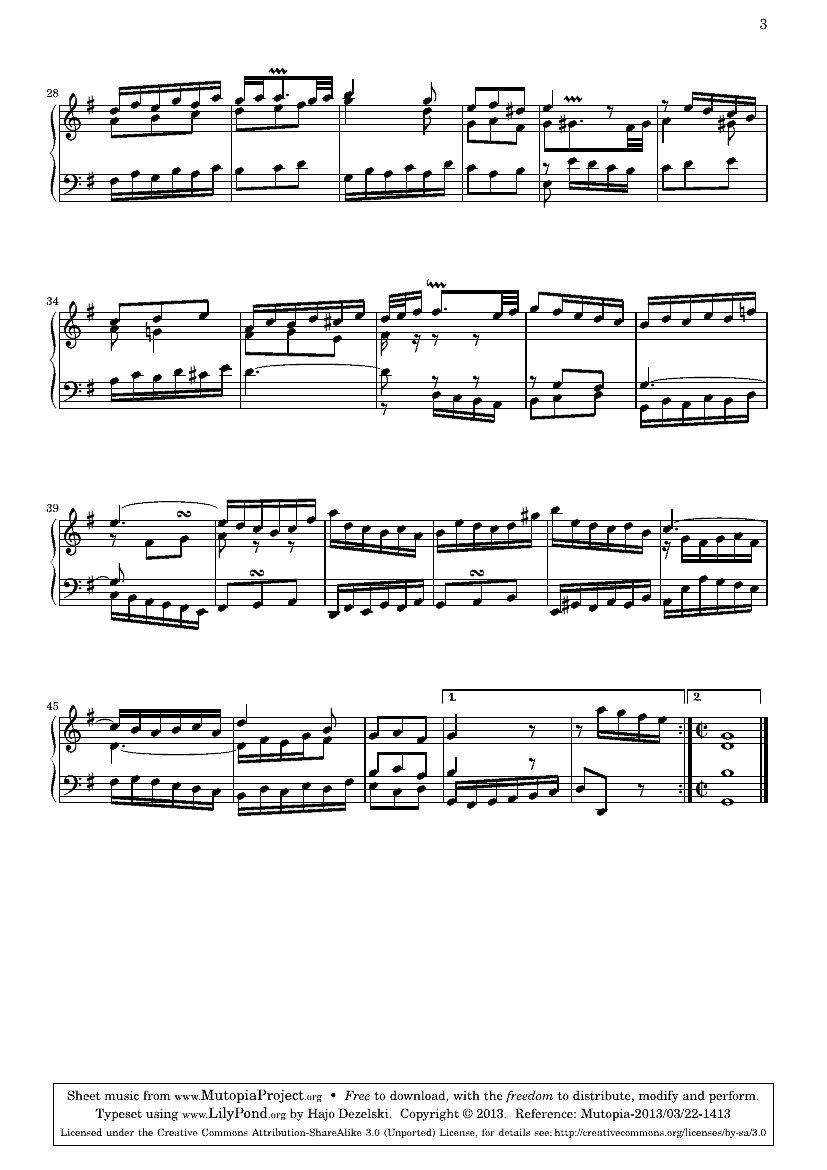 3
28
34
39
45
1.
2.
Sheet music from www.MutopiaProject.org • Free to download, with the freedom to distribute, modify and perform.
Typeset using www.LilyPond.org by Hajo Dezelski. Copyright © 2013. Reference: Mutopia-2013/03/22-1413
Licensed under the Creative Commons Attribution-ShareAlike 3.0 (Unported) License, for details see: http://creativecommons.org/licenses/by-sa/3.0